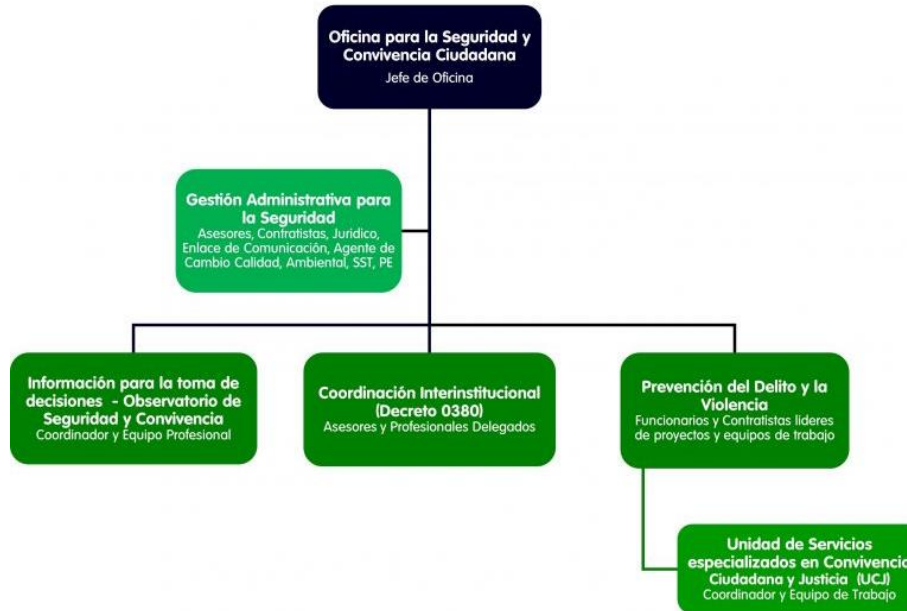 Oficina para la Seguridad y
Convivencia Ciudadana
Jefe de Oficina
Gestión Administrativa para
la Seguridad
Asesores, Contratistas, Juridico,
Enlace de Comunicación, Agente de
Cambio Calidad, Ambiental, SST, PE
Información para la toma de
decisiones - Observatorio de
Seguridad y Convivencia
Coordinador y Equipo Profesional
Coordinación Interinstitucional
(Decreto 0380)
Asesores y Profesionales Delegados
Prevención del Delito y la
Violencia
Funcionarios y Contratistas lideres
de proyectos y equipos de trabajo
Unidad de Servicios
especializados en Convivencia
Ciudadana y Justicia (UCJ)
Coordinador y Equipo de Trabajo